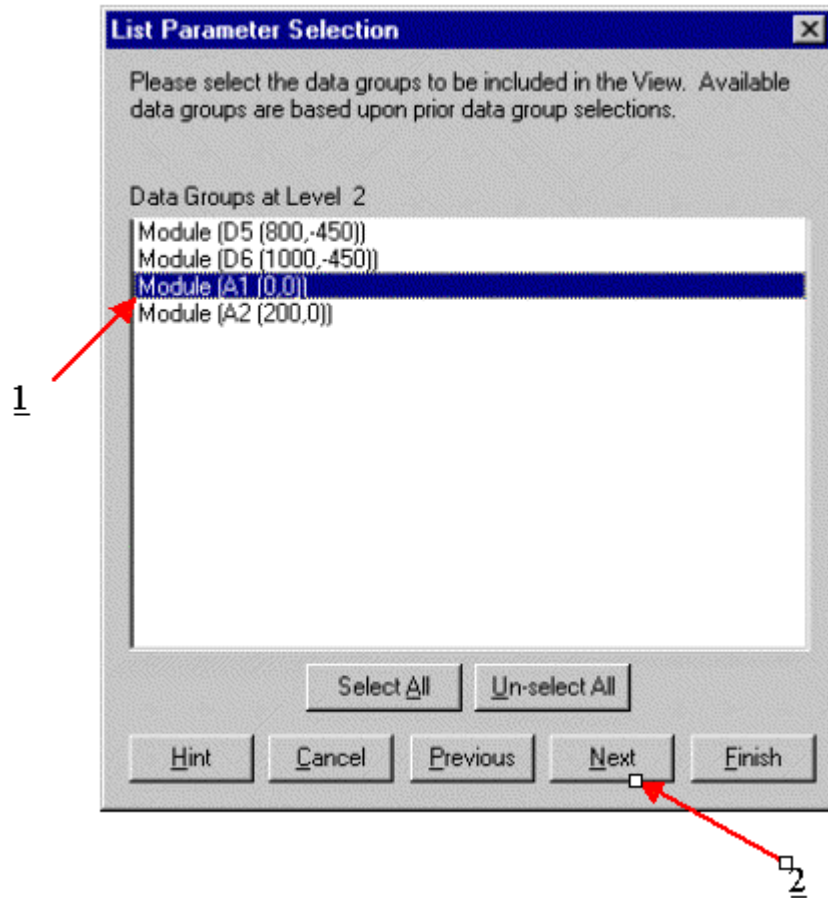 List Parameter Selection
Please select the data groups to be included in the View. Available
data groups are based upon prior data group selections.
Data Groups at Level 2
Module (D5 (800,-450))
Module (D6 (1000,-450))
Module (A1 (0,0))
Module (A2 (200,0))
1
Select All Un-select All
Hint Cancel Previous Next Finish
2